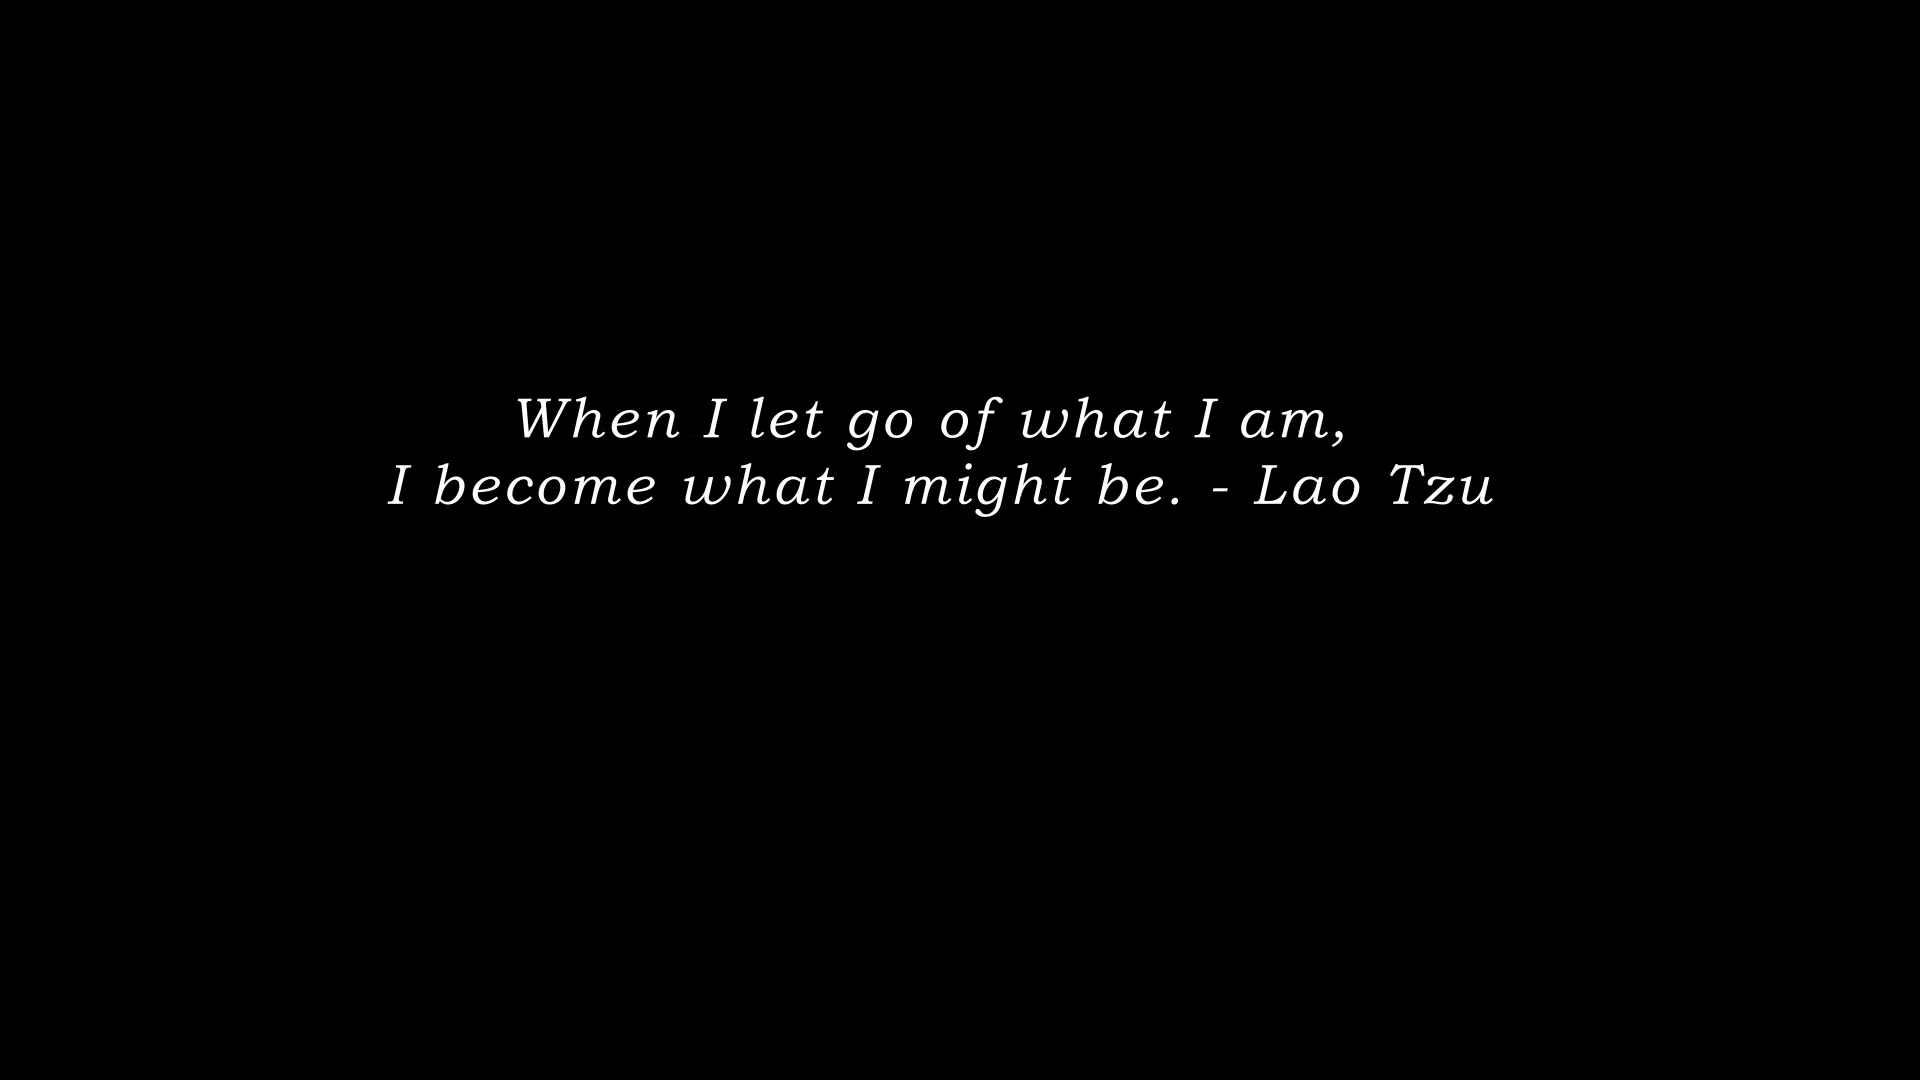 When I let go of what I am,
I become what I might be. - Lao Tzu